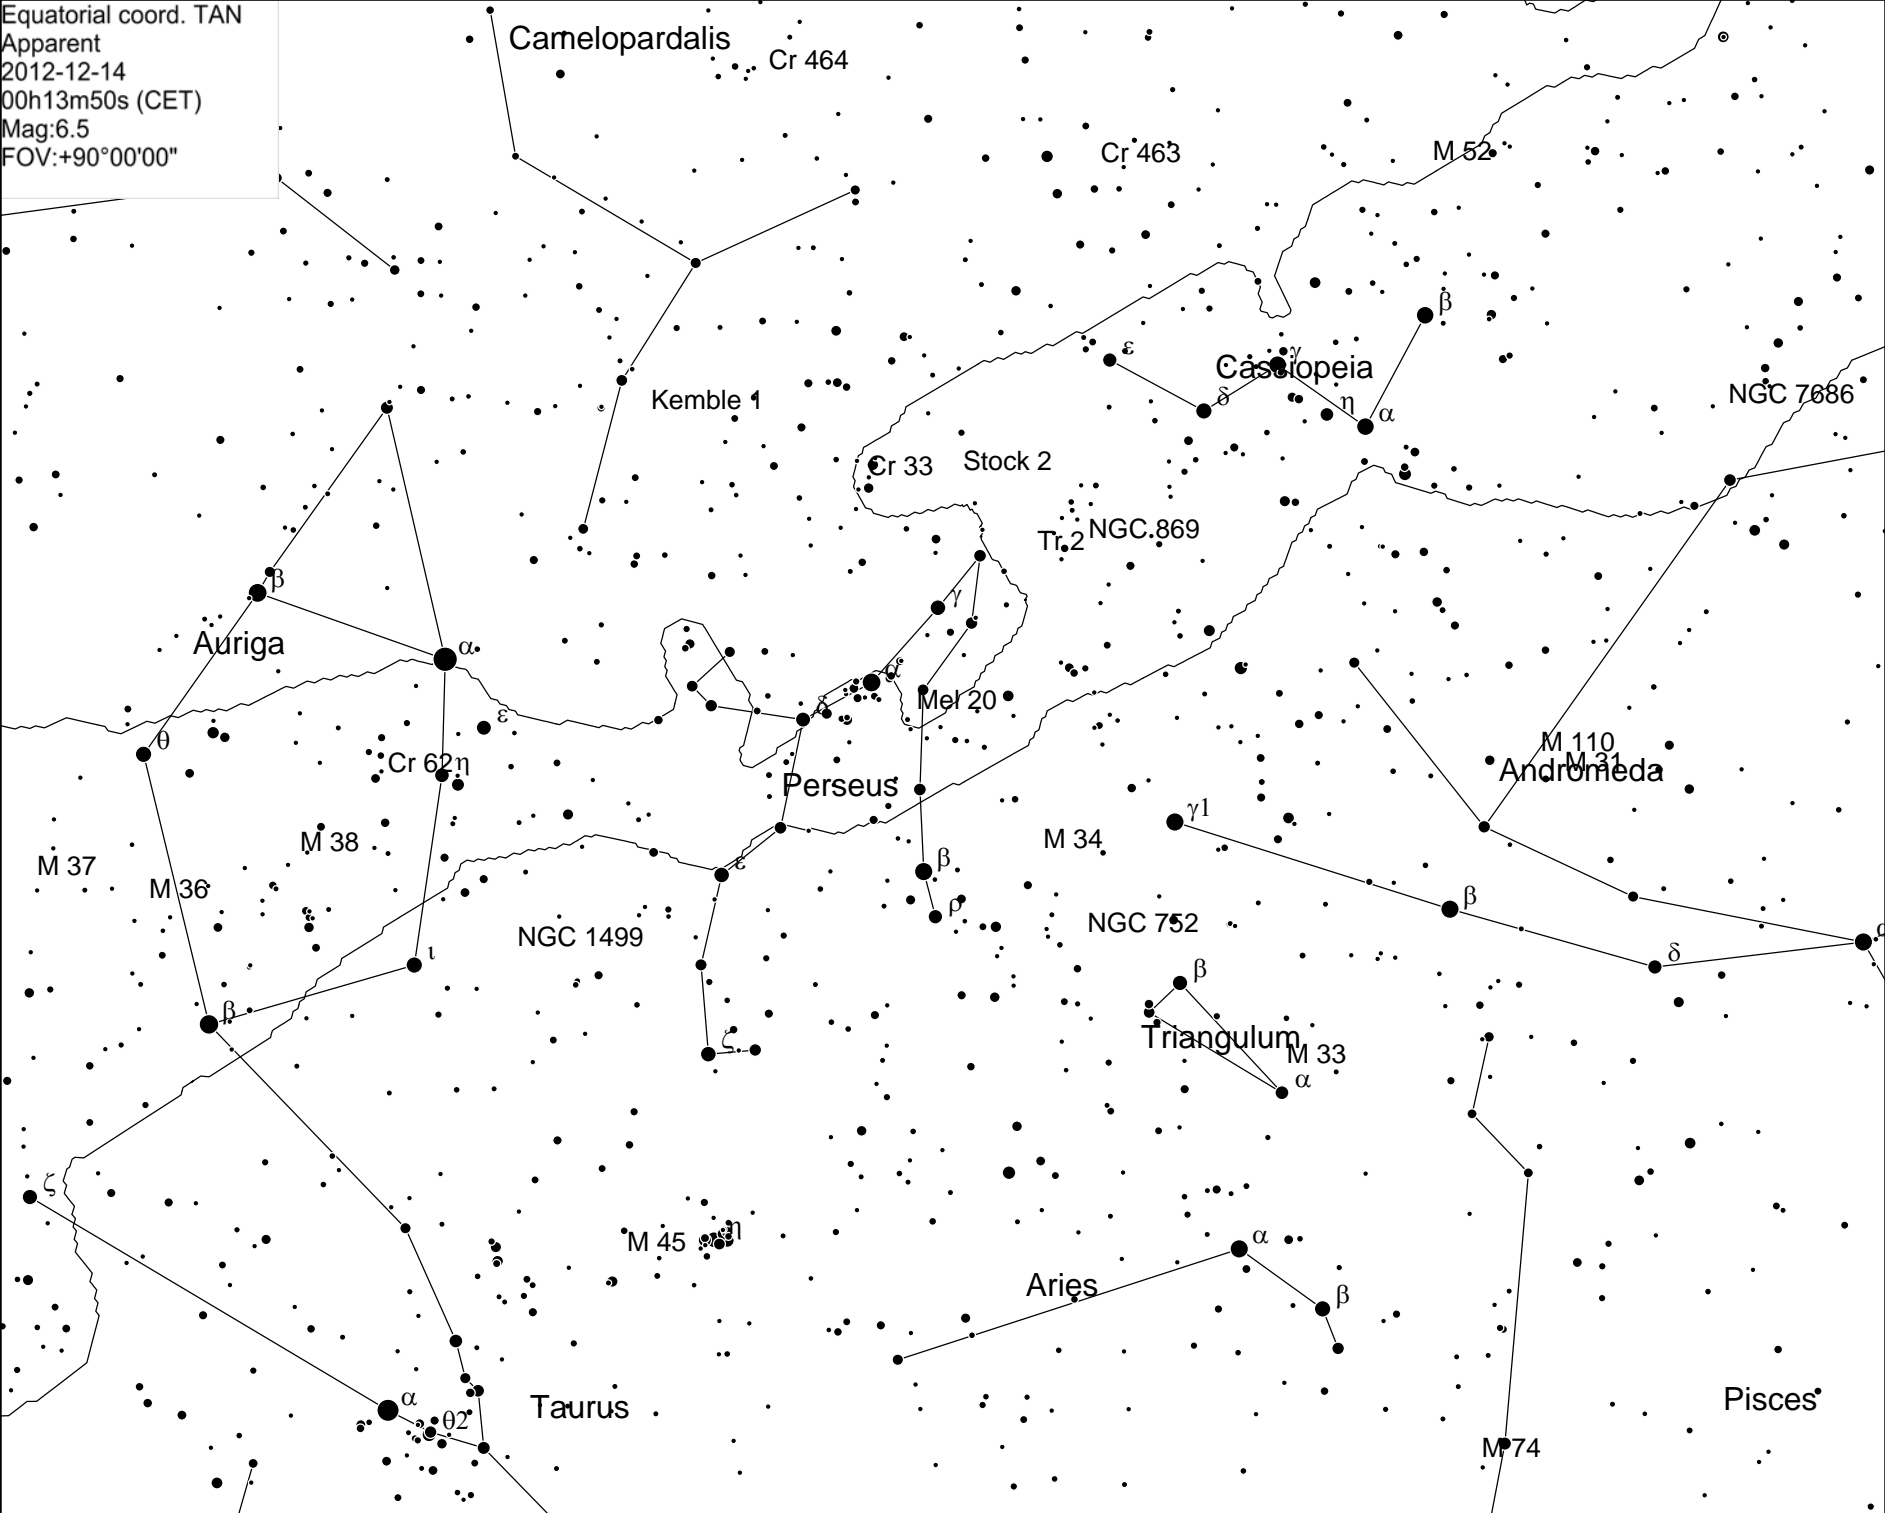 Equatorial coord. TAN
Apparent
2012-12-14
00h13m50s (CET)
Mag:6.5
FOV:+90°00'00"
Camelopardalis
Cr 464
Cr 463
M 52
β
ε
γ
Cassiopeia
δ
η
α
NGC 7686
Kemble 1
Cr 33
Stock 2
Tr 2
NGC 869
β
γ
Auriga
α
α
Mel 20
δ
ε
θ
Cr 62
η
M 110
M 31
Andromeda
Perseus
γ1
M 38
M 34
M 37
M 36
ε
β
β
ρ
NGC 1499
NGC 752
ι
δ
α
β
β
ζ
Triangulum
M 33
α
ζ
M 45
η
α
Aries
β
α
θ2
Taurus
Pisces
M 74